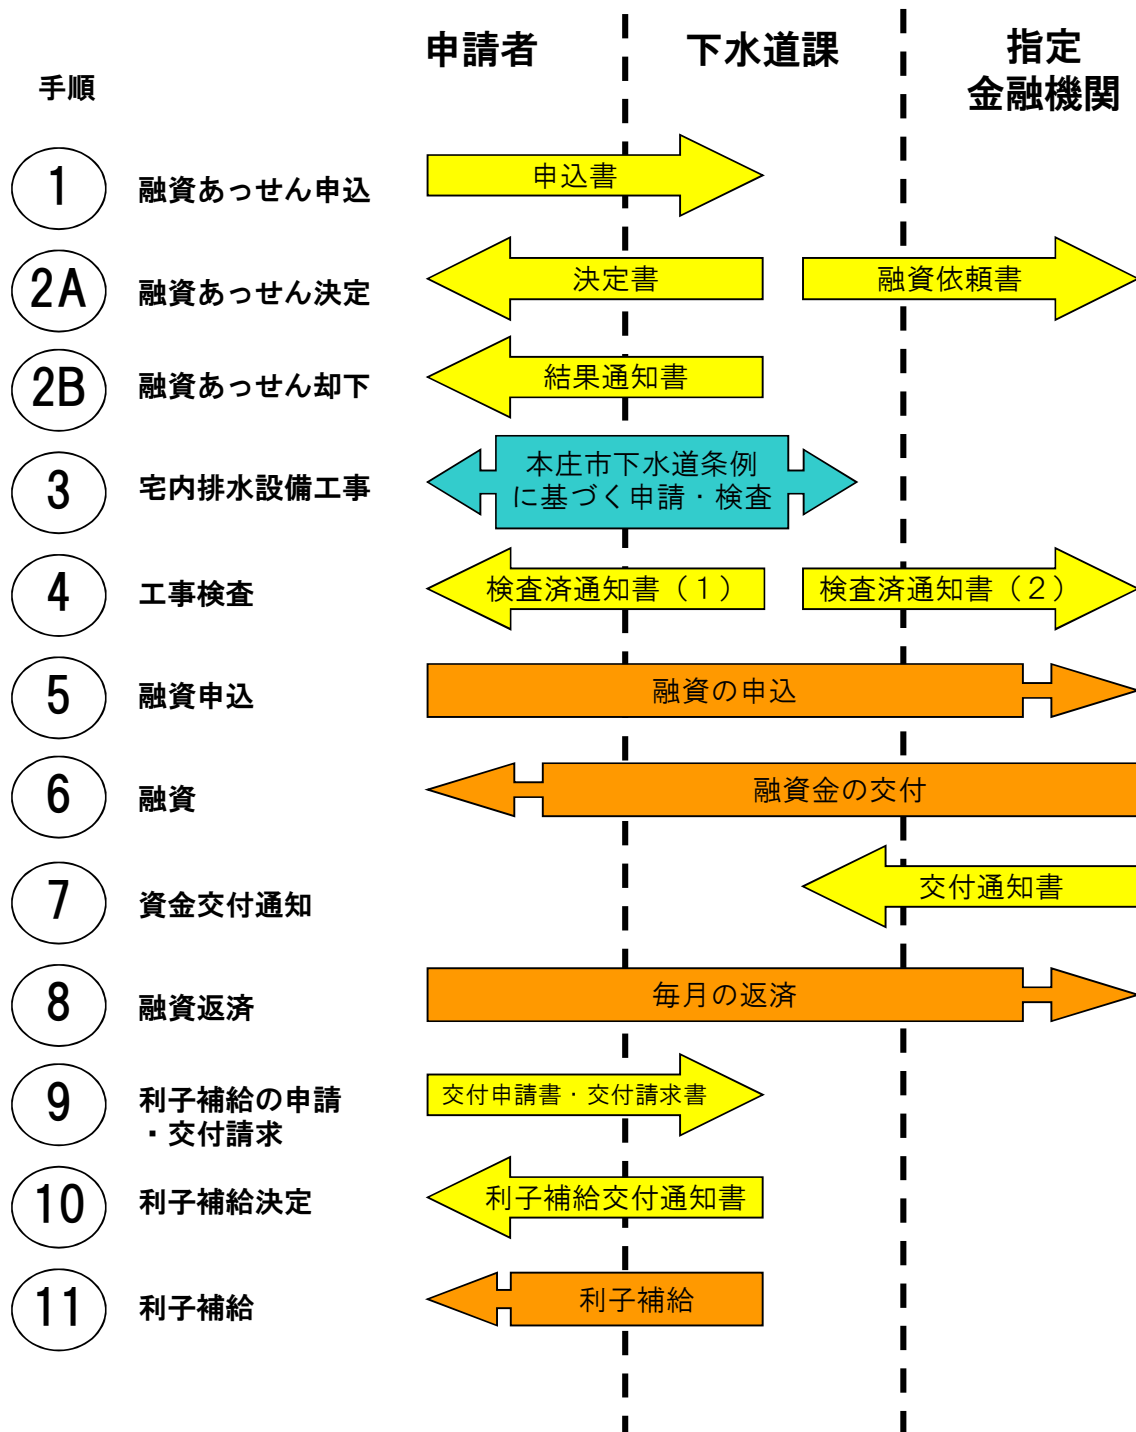 申請者
下水道課
指定
金融機関
手順
1
融資あっせん申込
申込書
2A
融資あっせん決定
決定書
融資依頼書
2B
融資あっせん却下
結果通知書
3
宅内排水設備工事
本庄市下水道条例
に基づく申請・検査
4
工事検査
検査済通知書（１）
検査済通知書（２）
5
融資申込
融資の申込
6
融資
融資金の交付
7
資金交付通知
交付通知書
8
融資返済
毎月の返済
9
利子補給の申請
・交付請求
交付申請書・交付請求書
10
利子補給決定
利子補給交付通知書
11
利子補給
利子補給